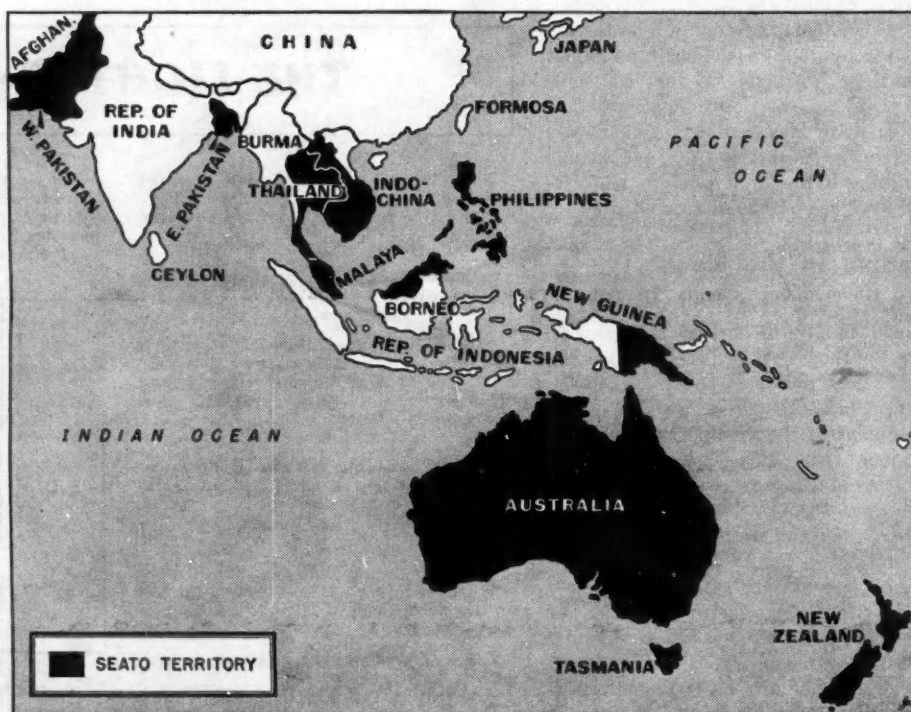 AFGHAN.
CHINA
JAPAN
REP. OF
INDIA
FORMOSA
W. PAKISTAN
E. PAKISTAN
BURMA
PACIFIC
OCEAN
THAILAND
INDO-
CHINA
PHILIPPINES
CEYLON
MALAYA
BORNEO
NEW GUINEA
REP. OF INDONESIA
INDIAN OCEAN
AUSTRALIA
NEW
ZEALAND
TASMANIA
SEATO TERRITORY